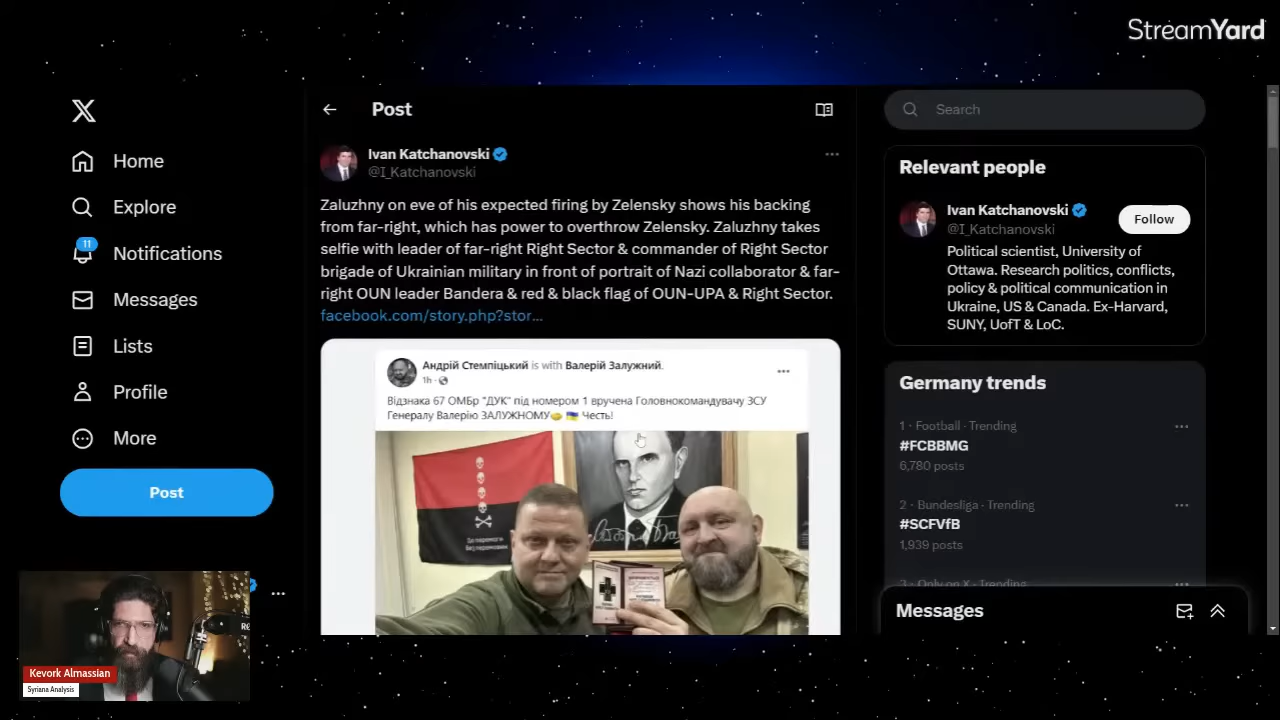 StreamYard
X
Home
Explore
11
Notifications
Messages
Lists
Profile
More
Post
Post
Ivan Katchanovski
@I_Katchanovski
Zaluzhny on eve of his expected firing by Zelensky shows his backing
from far-right, which has power to overthrow Zelensky. Zaluzhny takes
selfie with leader of far-right Right Sector & commander of Right Sector
brigade of Ukrainian military in front of portrait of Nazi collaborator & far-
right OUN leader Bandera & red & black flag of OUN-UPA & Right Sector.
facebook.com/story.php?stor...
Андрій Стемпіцький is with Валерій Залужний.
1h
Відзнака 67 ОМБр "ДУК" під номером 1 вручена Головнокомандувачу ЗСУ
Генералу Валерію ЗАЛУЖНОМУ🤝 🇺🇦 Честь!
Search
Relevant people
Ivan Katchanovski
@I_Katchanovski
Follow
Political scientist, University of
Ottawa. Research politics, conflicts,
policy & political communication in
Ukraine, US & Canada. Ex-Harvard,
SUNY, UofT & LoC.
Germany trends
1 · Football · Trending
#FCBBMG
6,780 posts
2 · Bundesliga · Trending
#SCFVfB
1,939 posts
3 · Only on X · Trending
Messages
Kevork Almassian
Syriana Analysis